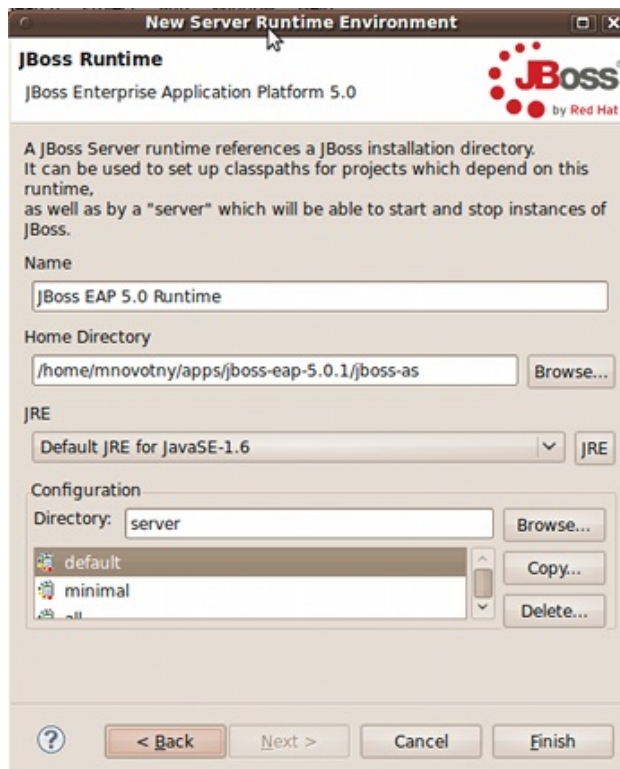 New Server Runtime Environment
JBoss Runtime
JBoss Enterprise Application Platform 5.0
JBoss
by Red Hat
A JBoss Server runtime references a JBoss installation directory.
It can be used to set up classpaths for projects which depend on this
runtime,
as well as by a "server" which will be able to start and stop instances of
JBoss.
Name
JBoss EAP 5.0 Runtime
Home Directory
/home/mnovotny/apps/jboss-eap-5.0.1/jboss-as
Browse...
JRE
Default JRE for JavaSE-1.6
JRE
Configuration
Directory:
server
Browse...
default
Copy...
minimal
all
Delete...
< Back
Next >
Cancel
Finish